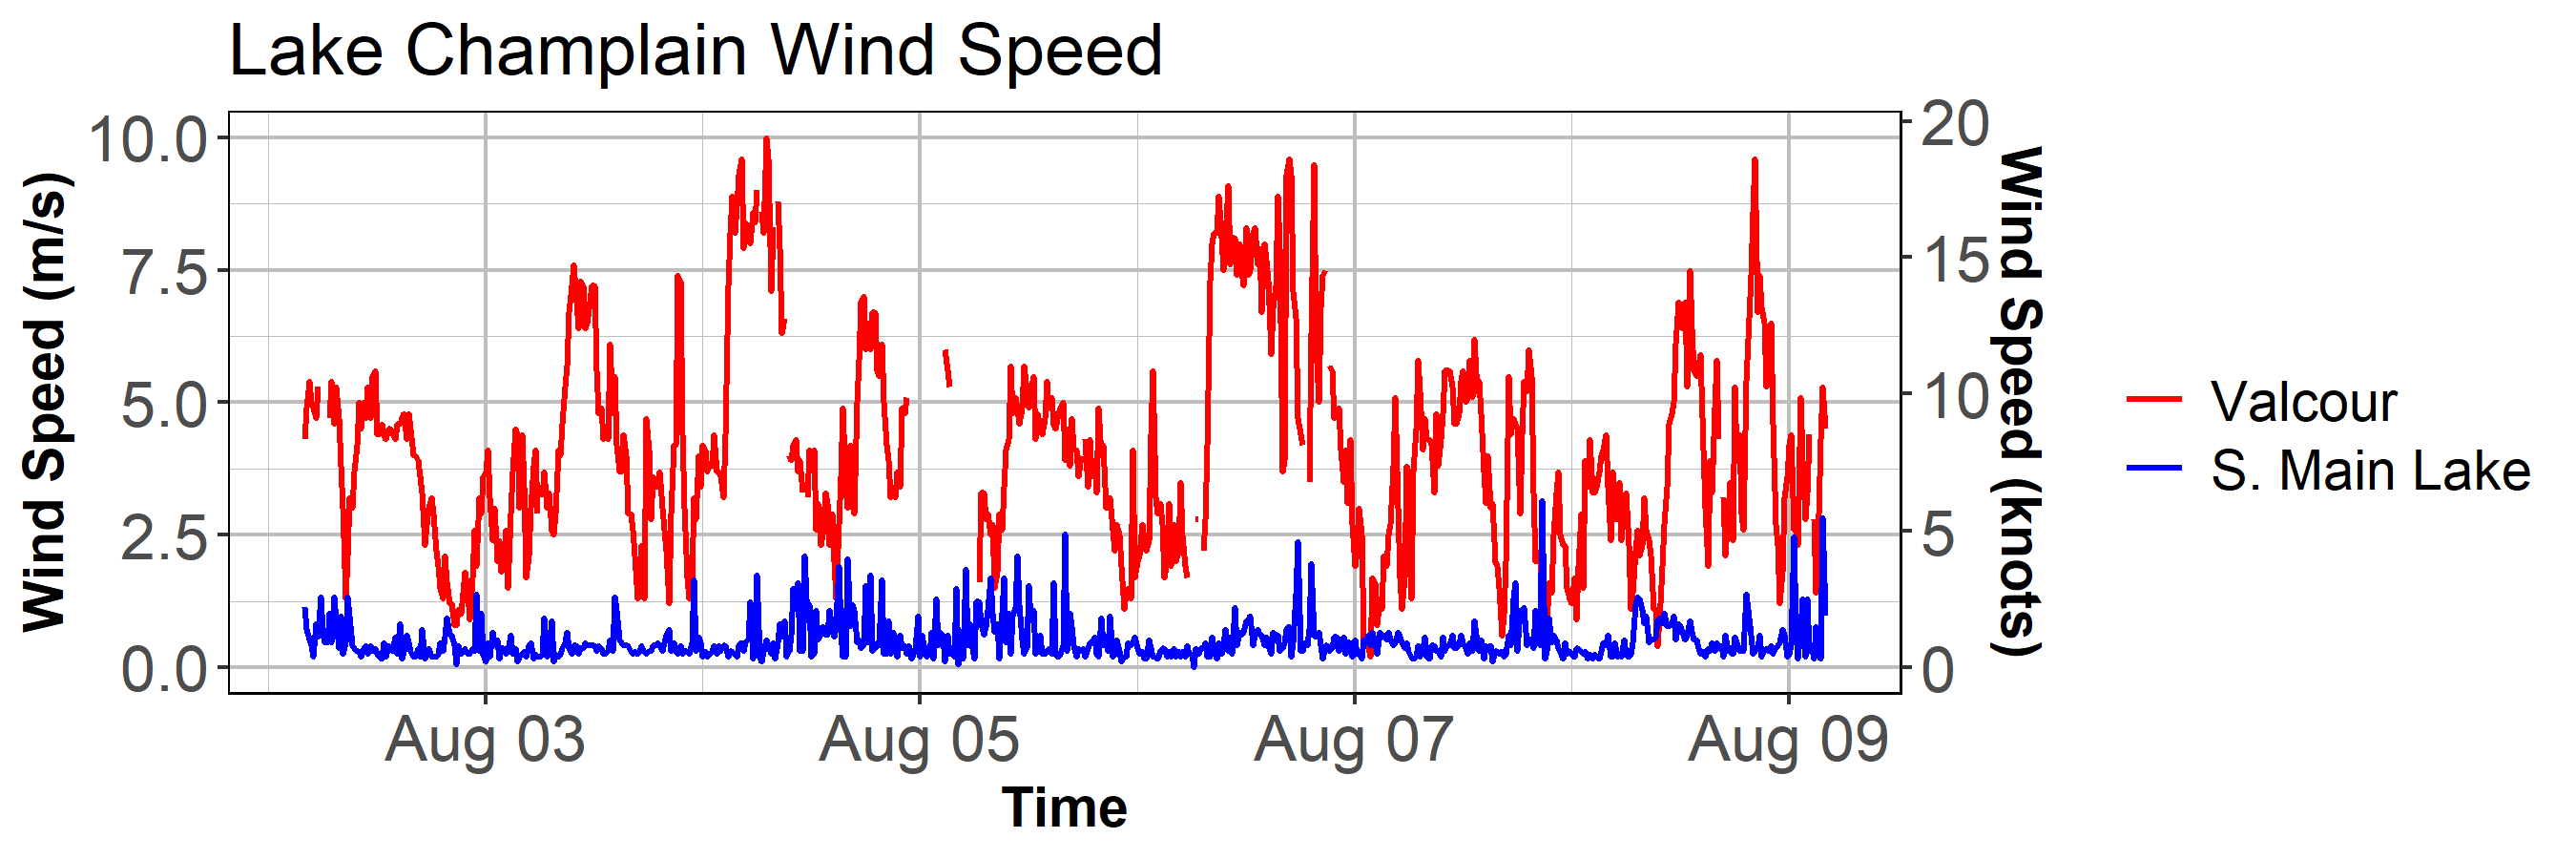 Lake Champlain Wind Speed
Wind Speed (m/s)
10.0
7.5
5.0
2.5
0.0
20
15
10
5
0
Wind Speed (knots)
Aug 03
Aug 05
Aug 07
Aug 09
Time
Valcour
S. Main Lake